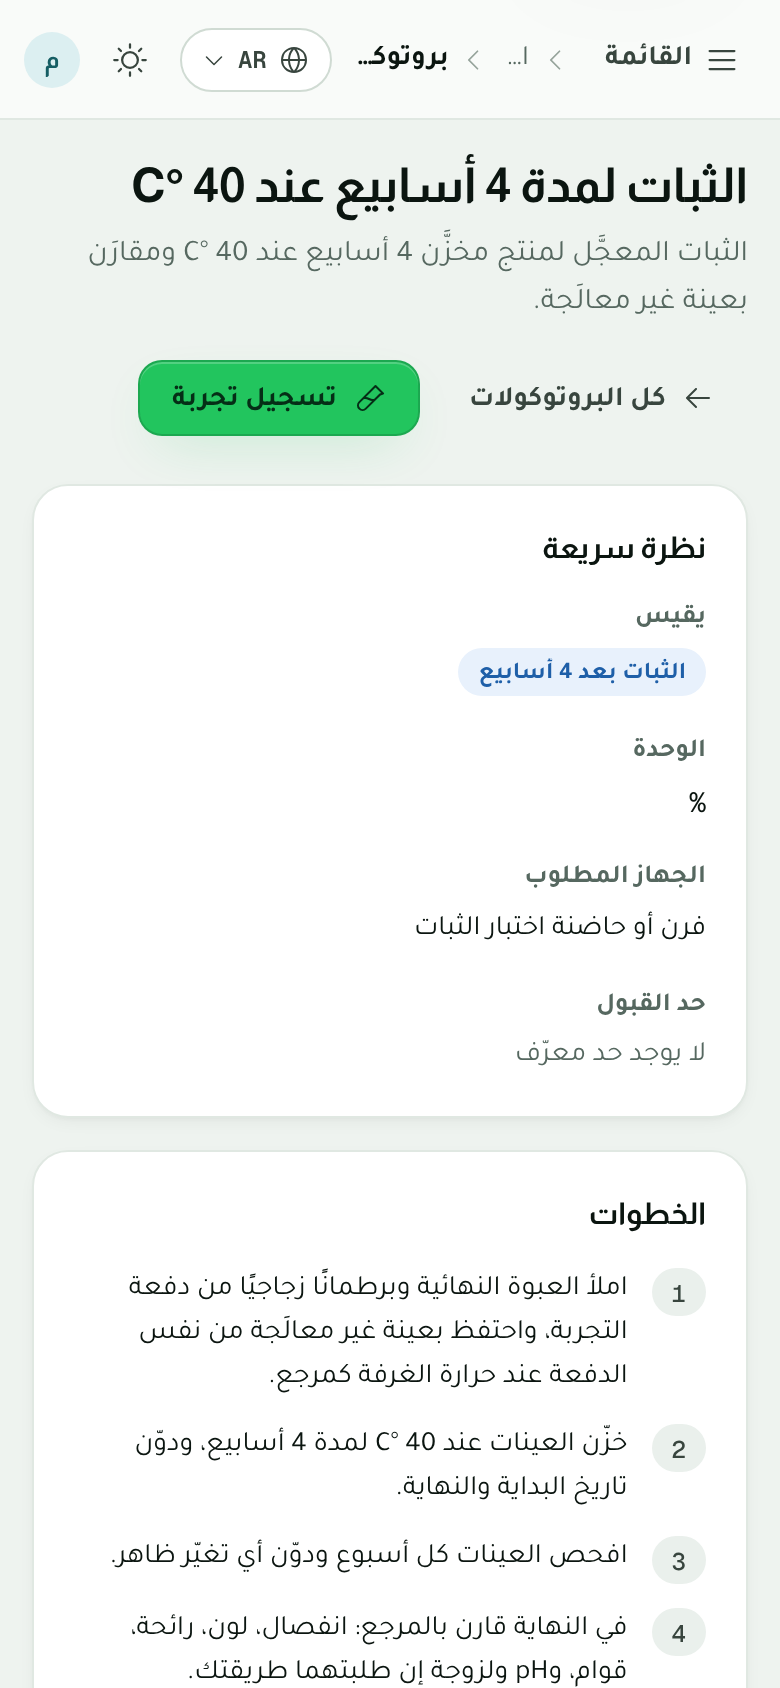 القائمة
ا...
بروتوك...
AR
م
الثبات لمدة 4 أسابيع عند 40 °C
الثبات المعجَّل لمنتج مخزَّن 4 أسابيع عند 40 °C ومقارَن
بعينة غير معالَجة.
كل البروتوكولات
تسجيل تجربة
نظرة سريعة
يقيس
الثبات بعد 4 أسابيع
الوحدة
%
الجهاز المطلوب
فرن أو حاضنة اختبار الثبات
حد القبول
لا يوجد حد معرّف
الخطوات
1
املأ العبوة النهائية وبرطمانًا زجاجيًا من دفعة
التجربة، واحتفظ بعينة غير معالَجة من نفس
الدفعة عند حرارة الغرفة كمرجع.
2
خزّن العينات عند 40 °C لمدة 4 أسابيع، ودوّن
تاريخ البداية والنهاية.
3
افحص العينات كل أسبوع ودوّن أي تغيّر ظاهر.
4
في النهاية قارن بالمرجع: انفصال، لون، رائحة،
قوام، وpH ولزوجة إن طلبتهما طريقتك.